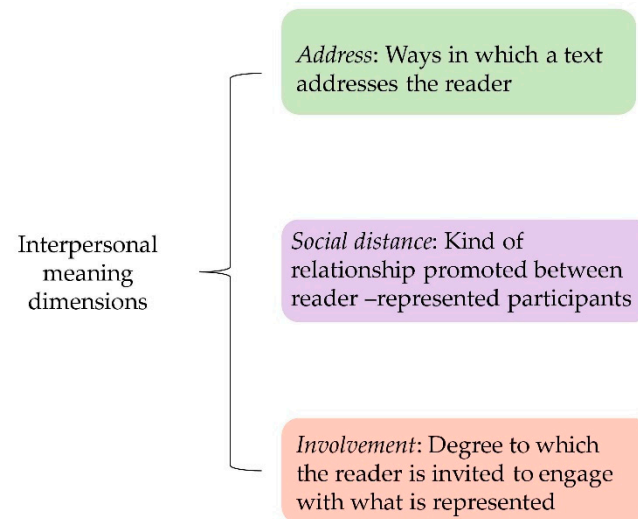 Address: Ways in which a text
addresses the reader
Interpersonal
meaning
dimensions
Social distance: Kind of
relationship promoted between
reader –represented participants
Involvement: Degree to which
the reader is invited to engage
with what is represented